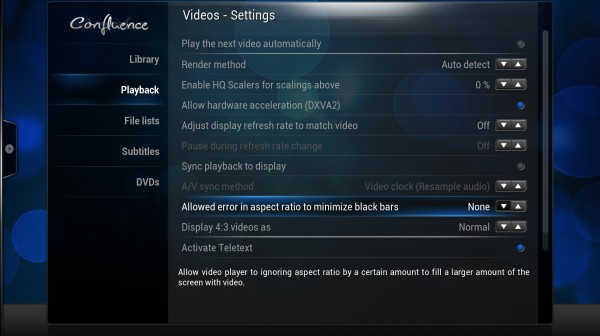 Confluence
Videos - Settings
Library
Playback
File lists
Subtitles
DVDs
Play the next video automatically
Render method Auto detect
Enable HQ Scalers for scalings above 0 %
Allow hardware acceleration (DXVA2)
Adjust display refresh rate to match video Off
Pause during refresh rate change Off
Sync playback to display
A/V sync method Video clock (Resample audio)
Allowed error in aspect ratio to minimize black bars None
Display 4:3 videos as Normal
Activate Teletext
Allow video player to ignoring aspect ratio by a certain amount to fill a larger amount of the
screen with video.